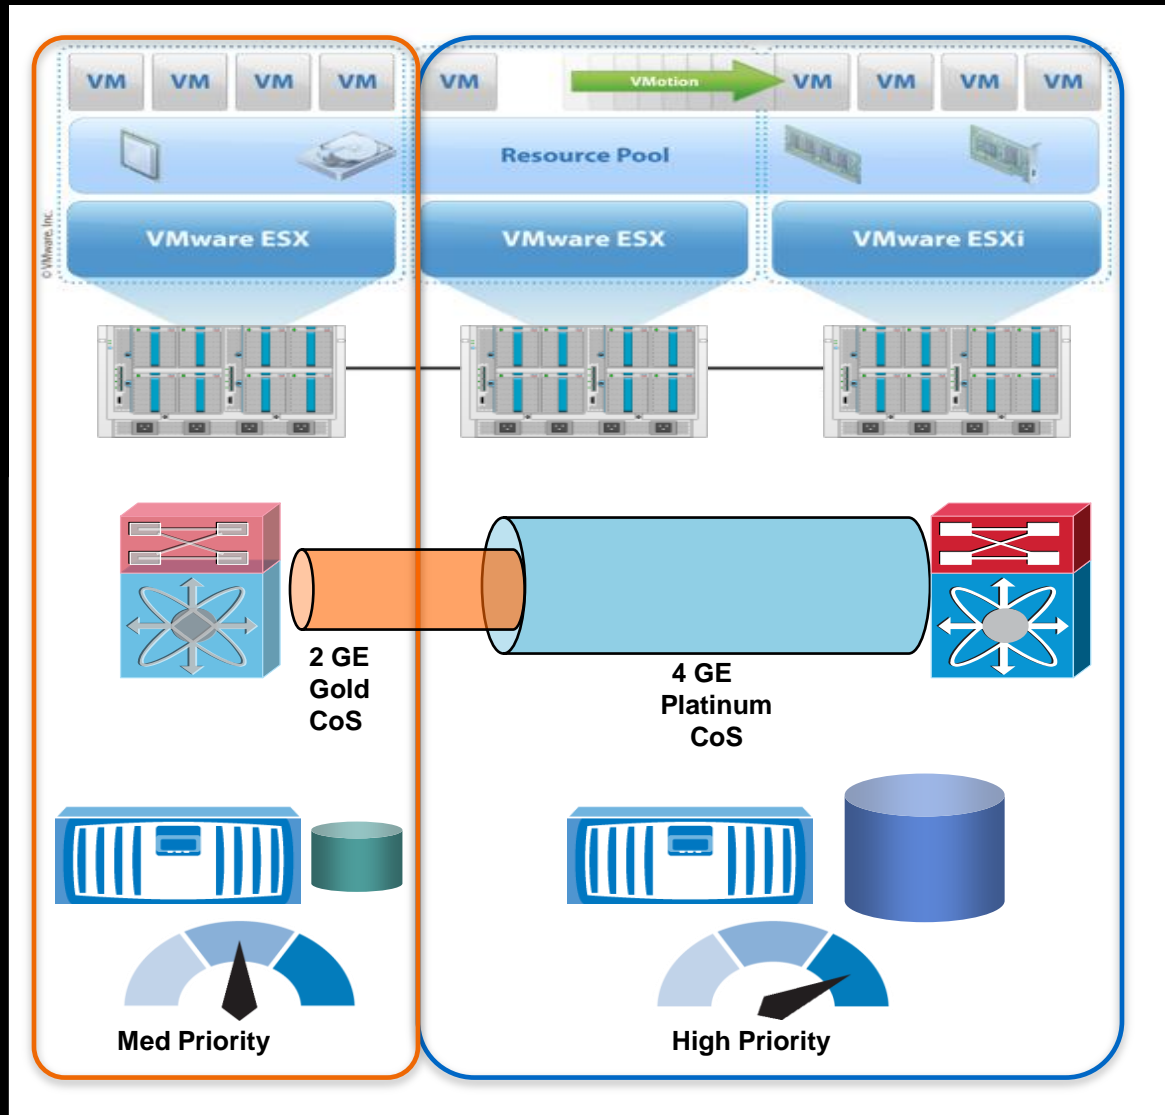 VM
VM
VM
VM
VM
VMotion
VM
VM
VM
VM
Resource Pool
VMware ESX
VMware ESX
VMware ESXi
©VMware, Inc.
2 GE
Gold
CoS
4 GE
Platinum
CoS
Med Priority
High Priority